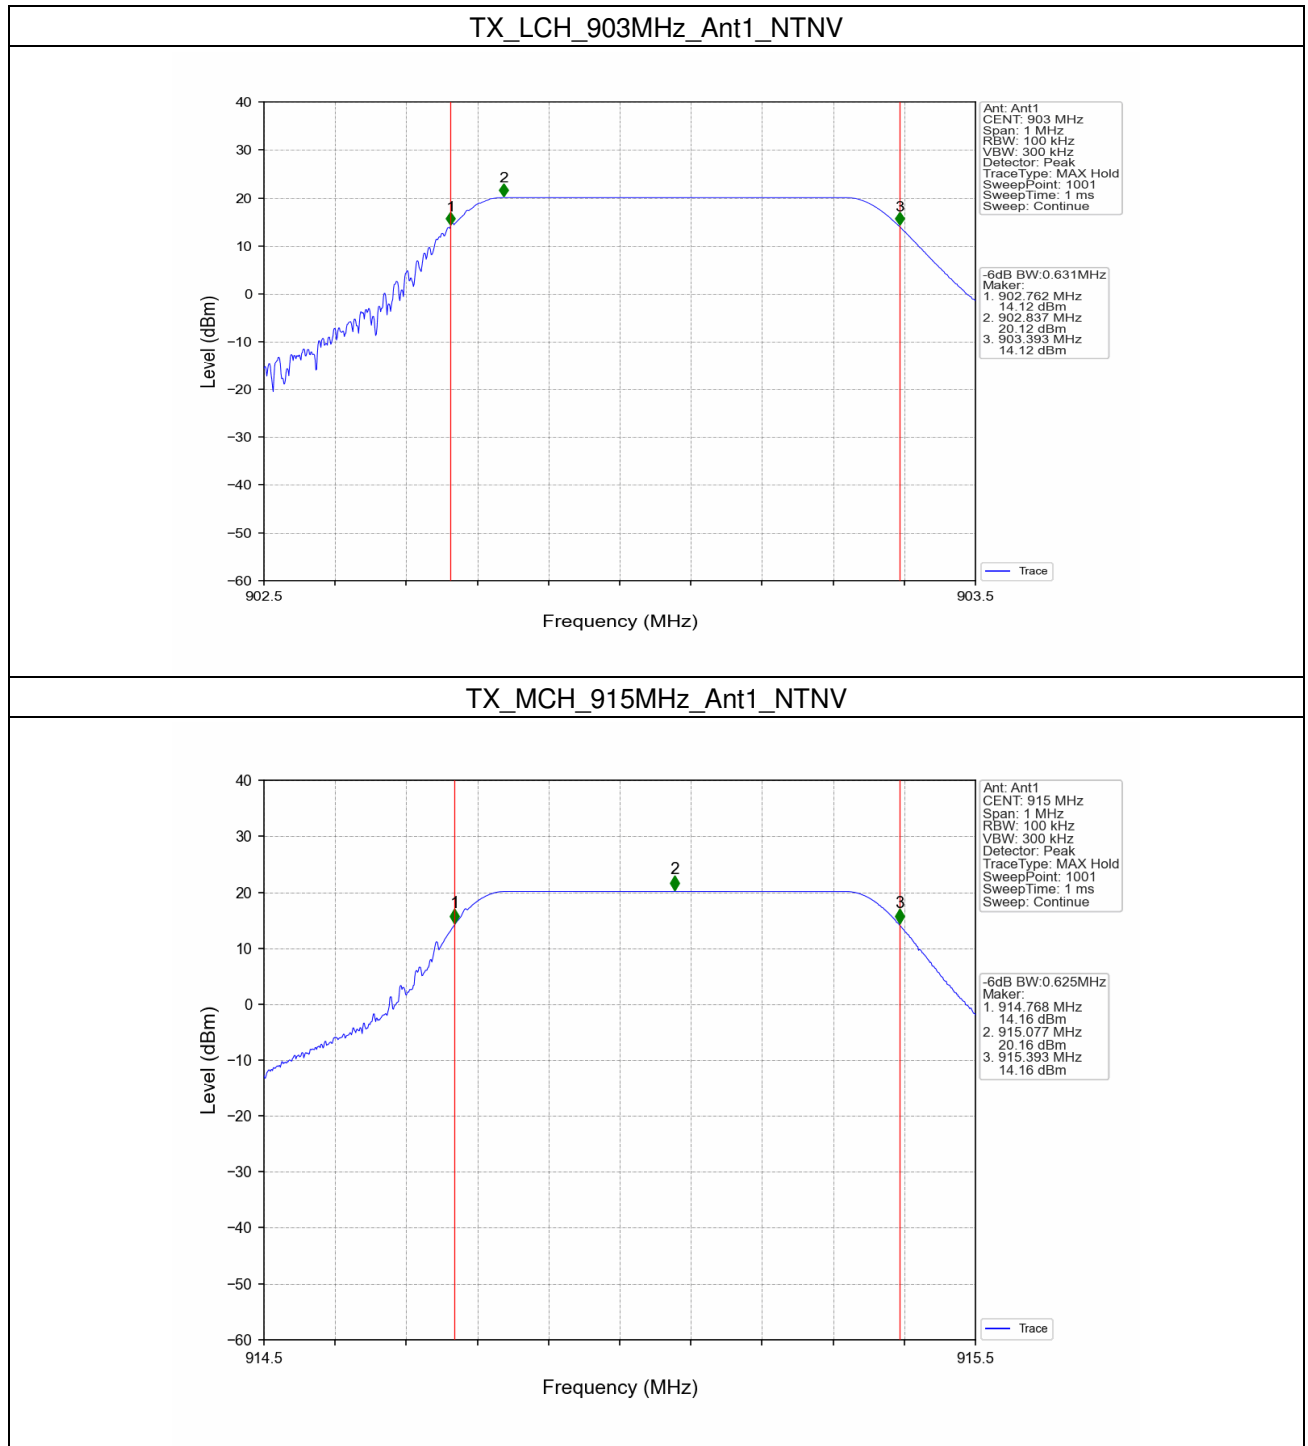 TX_LCH_903MHz_Ant1_NTNV
40
30
20
10
0
−10
−20
−30
−40
−50
−60
Level (dBm)
902.5
903.5
Frequency (MHz)
1
2
3
Ant: Ant1
CENT: 903 MHz
Span: 1 MHz
RBW: 100 kHz
VBW: 300 kHz
Detector: Peak
TraceType: MAX Hold
SweepPoint: 1001
SweepTime: 1 ms
Sweep: Continue
-6dB BW:0.631MHz
Maker:
1. 902.762 MHz
14.12 dBm
2. 902.837 MHz
20.12 dBm
3. 903.393 MHz
14.12 dBm
Trace
TX_MCH_915MHz_Ant1_NTNV
40
30
20
10
0
−10
−20
−30
−40
−50
−60
Level (dBm)
914.5
915.5
Frequency (MHz)
1
2
3
Ant: Ant1
CENT: 915 MHz
Span: 1 MHz
RBW: 100 kHz
VBW: 300 kHz
Detector: Peak
TraceType: MAX Hold
SweepPoint: 1001
SweepTime: 1 ms
Sweep: Continue
-6dB BW:0.625MHz
Maker:
1. 914.768 MHz
14.16 dBm
2. 915.077 MHz
20.16 dBm
3. 915.393 MHz
14.16 dBm
Trace